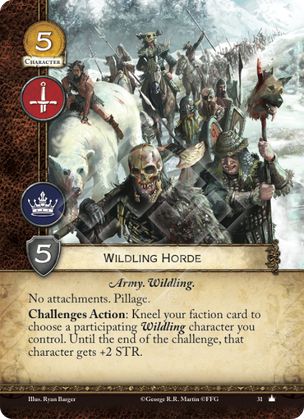 5
CHARACTER
5
WILDLING HORDE
Army. Wildling.
No attachments. Pillage.
Challenges Action: Kneel your faction card to
choose a participating Wildling character you
control. Until the end of the challenge, that
character gets +2 STR.
Illus. Ryan Barger ©George R.R. Martin ©FFG 31